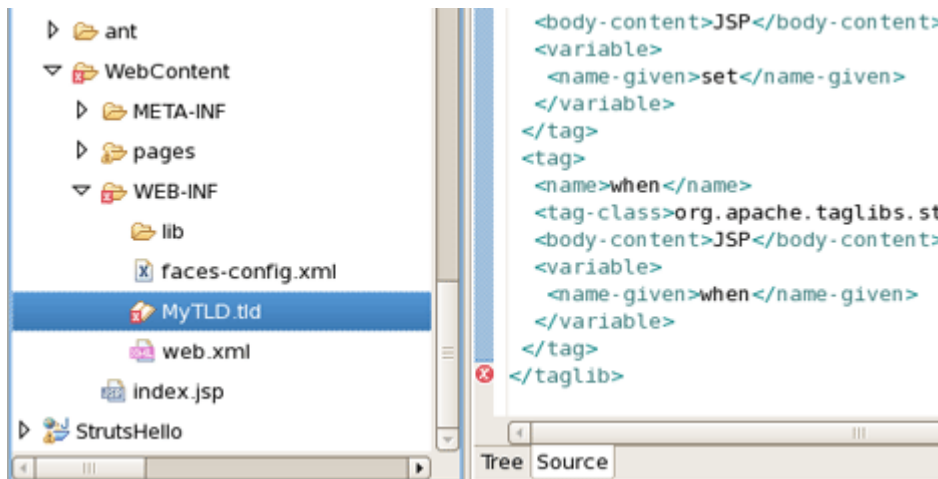 ant
WebContent
META-INF
pages
WEB-INF
lib
faces-config.xml
MyTLD.tld
web.xml
index.jsp
StrutsHello
<body-content>JSP</body-content>
<variable>
<name-given>set</name-given>
</variable>
</tag>
<tag>
<name>when</name>
<tag-class>org.apache.taglibs.st
<body-content>JSP</body-content>
<variable>
<name-given>when</name-given>
</variable>
</tag>
</taglib>
Tree Source